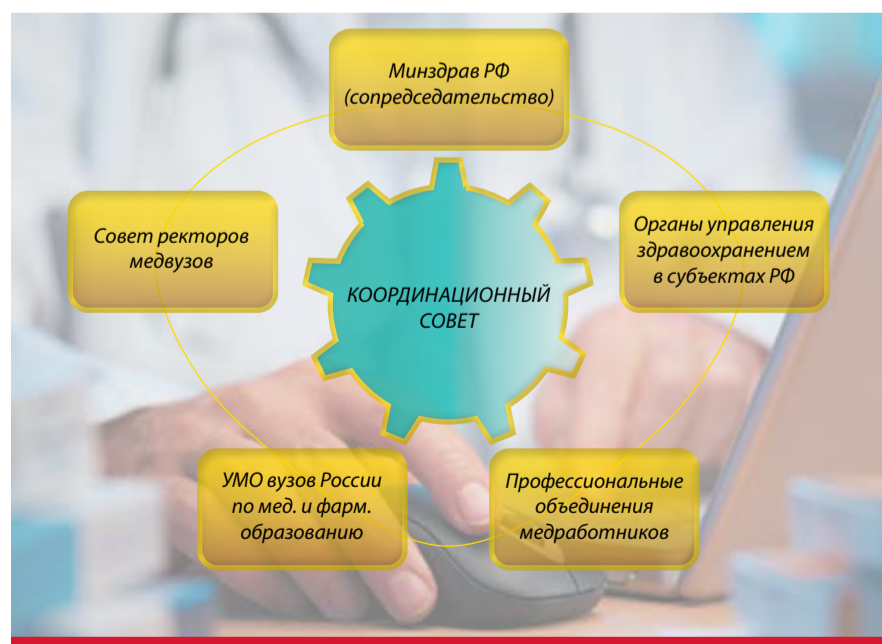 Минздрав РФ
(сопредседательство)
Совет ректоров
медвузов
Органы управления
здравоохранением
в субъектах РФ
КООРДИНАЦИОННЫЙ
СОВЕТ
УМО вузов России
по мед. и фарм.
образованию
Профессиональные
объединения
медработников